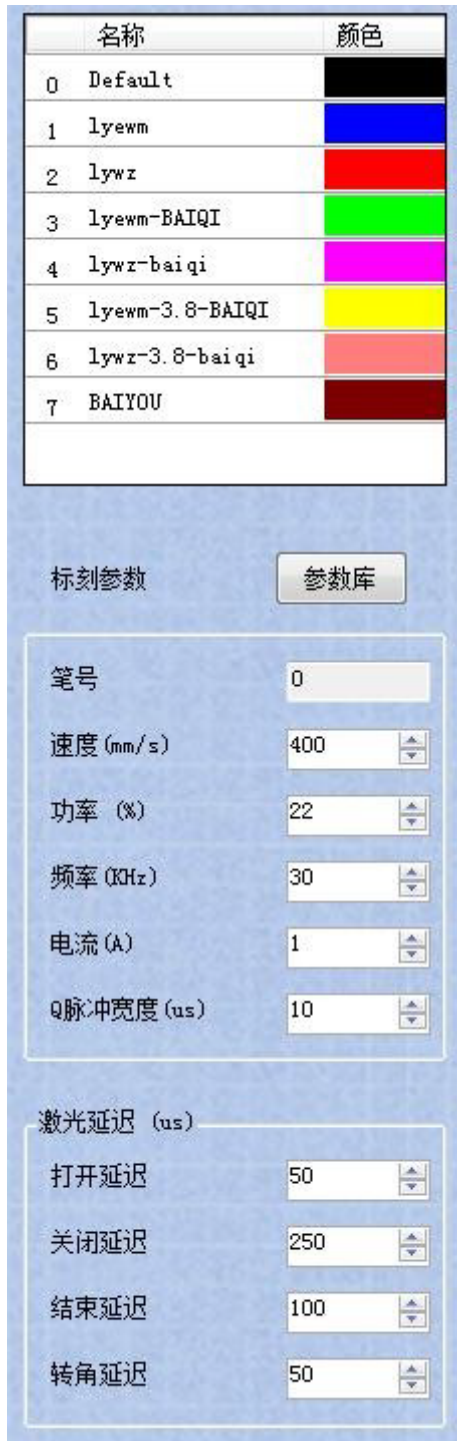 名称 颜色
0 Default
1 lyewm
2 lywz
3 lyewm-BAIQI
4 lywz-baiqi
5 lyewm-3.8-BAIQI
6 lywz-3.8-baiqi
7 BAIYOU
标刻参数 参数库
笔号 0
速度(mm/s) 400
功率 (%) 22
频率(KHz) 30
电流(A) 1
Q脉冲宽度(us) 10
激光延迟 (us)
打开延迟 50
关闭延迟 250
结束延迟 100
转角延迟 50